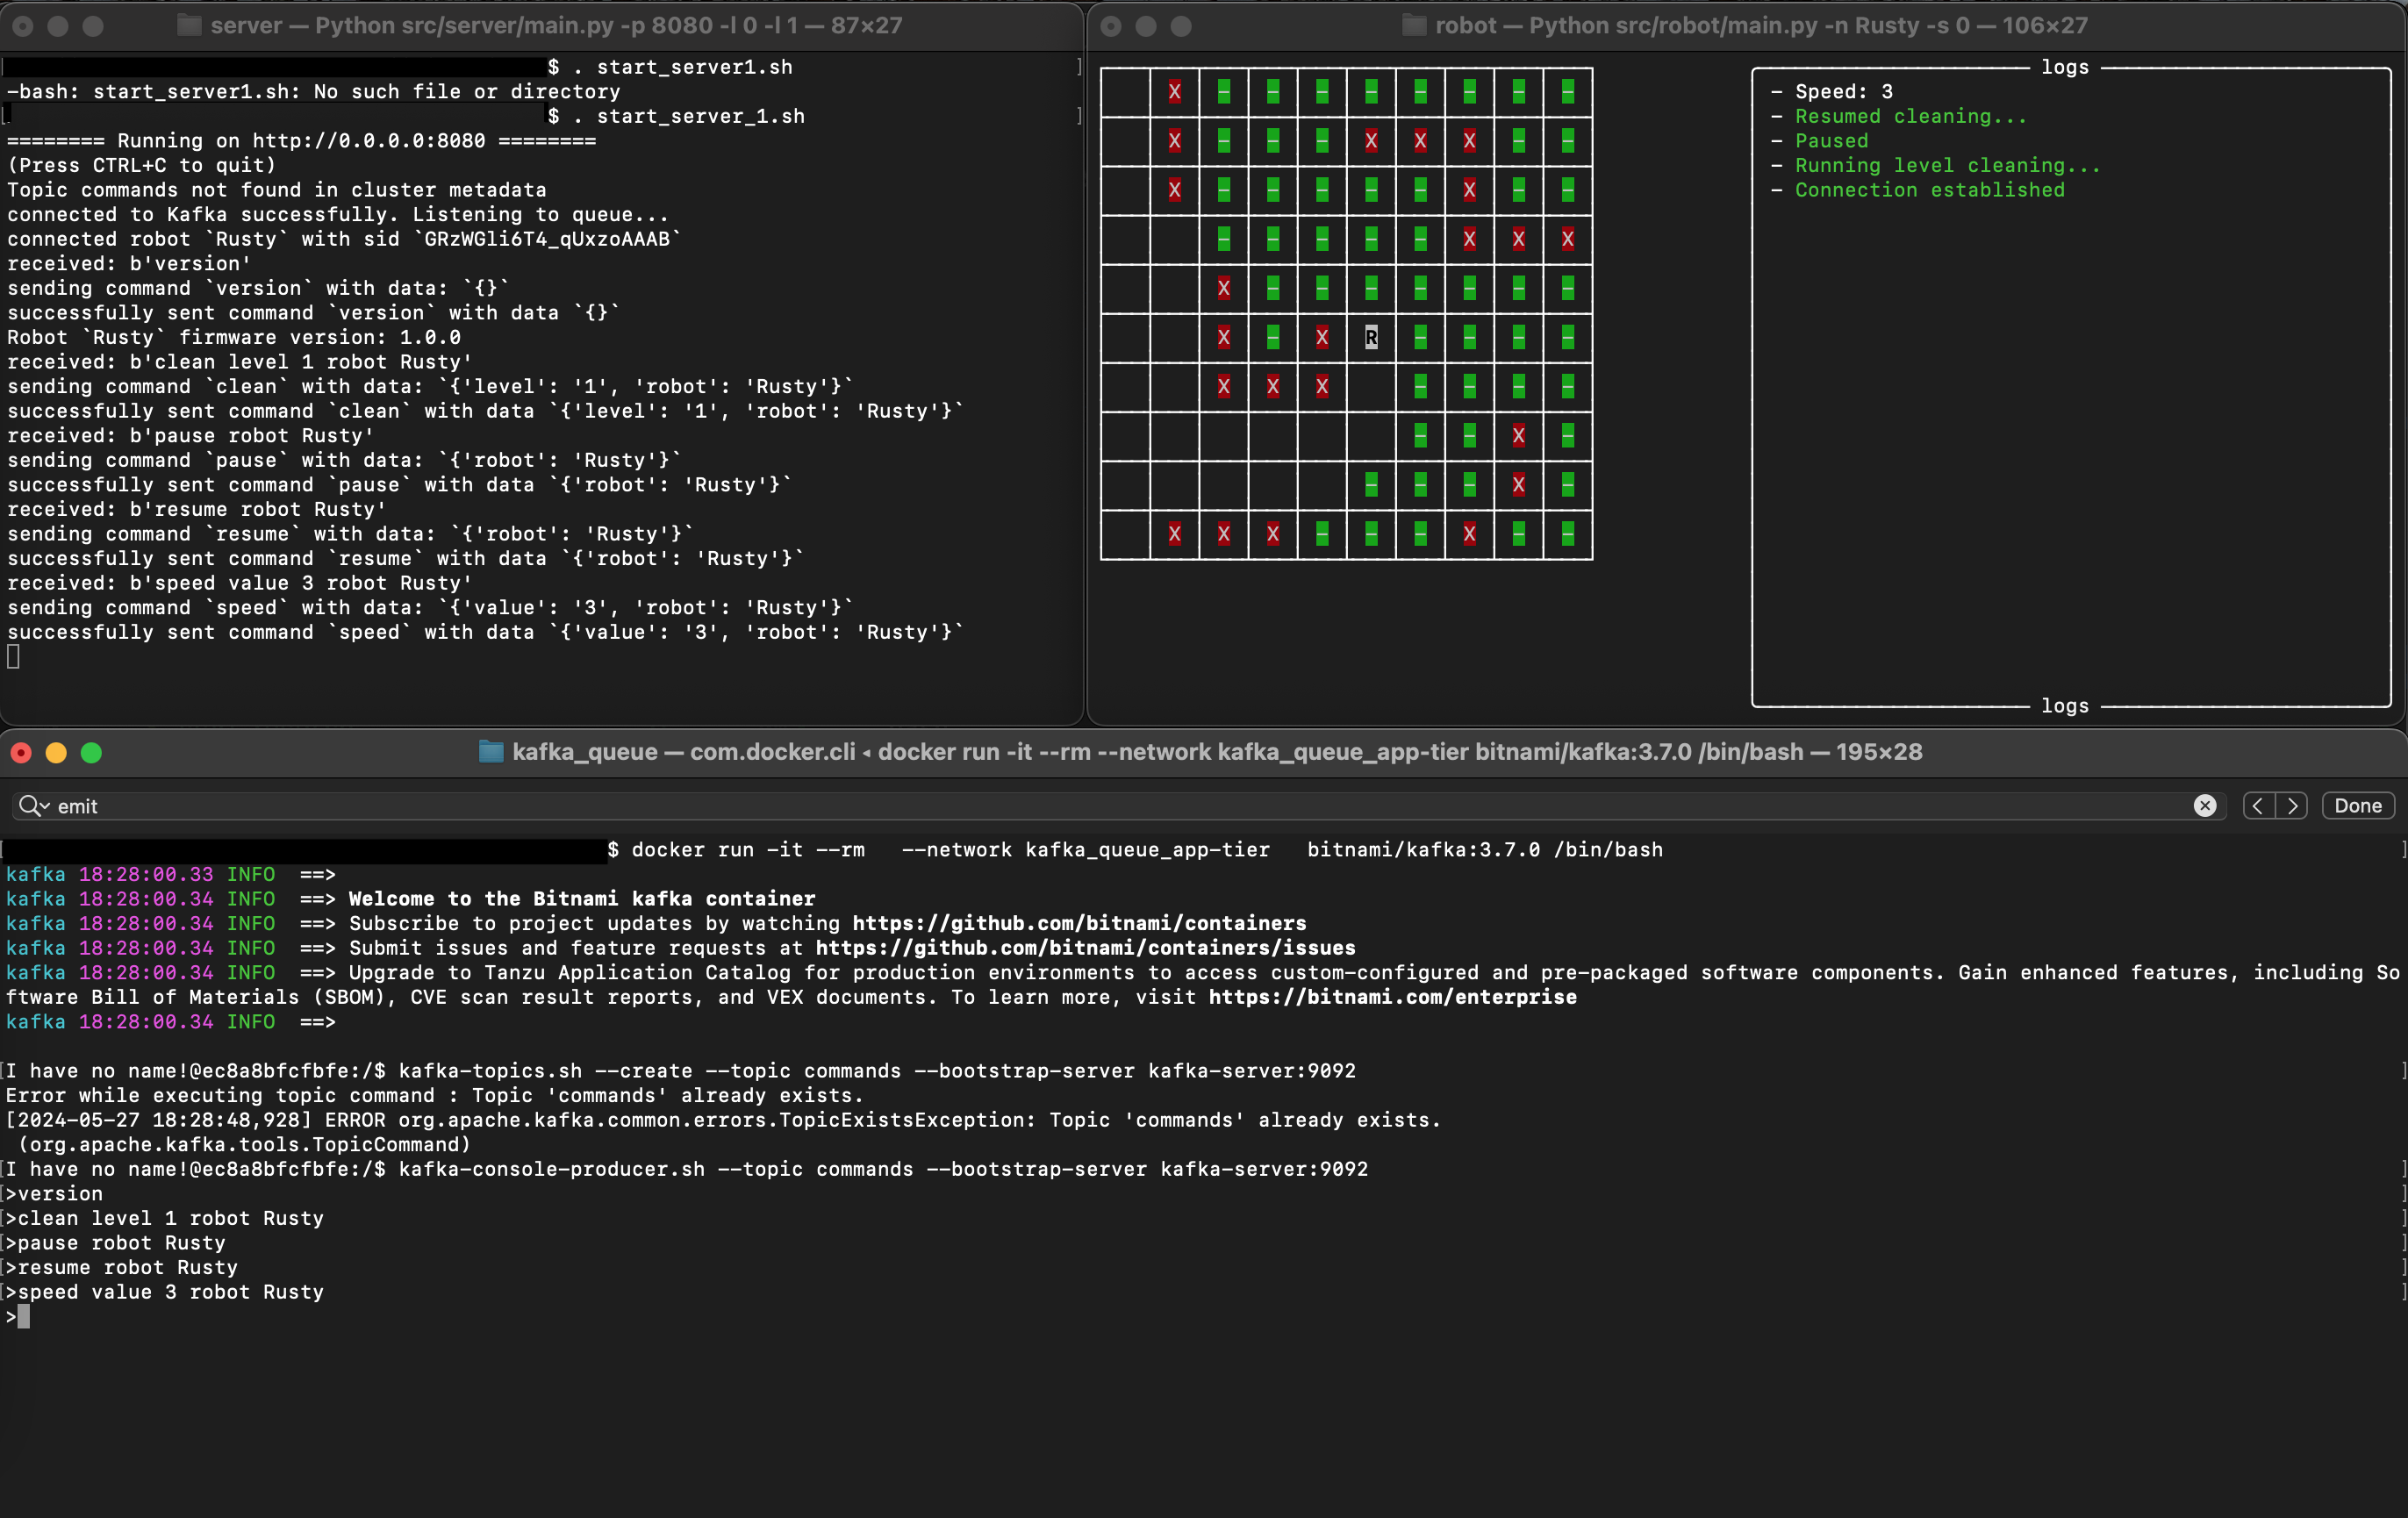 server — Python src/server/main.py -p 8080 -l 0 -l 1 — 87×27
$ . start_server1.sh
-bash: start_server1.sh: No such file or directory
$ . start_server_1.sh
======== Running on http://0.0.0.0:8080 ========
(Press CTRL+C to quit)
Topic commands not found in cluster metadata
connected to Kafka successfully. Listening to queue...
connected robot `Rusty` with sid `GRzWGli6T4_qUxzoAAAB`
received: b'version'
sending command `version` with data: `{}`
successfully sent command `version` with data `{}`
Robot `Rusty` firmware version: 1.0.0
received: b'clean level 1 robot Rusty'
sending command `clean` with data: `{'level': '1', 'robot': 'Rusty'}`
successfully sent command `clean` with data `{'level': '1', 'robot': 'Rusty'}`
received: b'pause robot Rusty'
sending command `pause` with data: `{'robot': 'Rusty'}`
successfully sent command `pause` with data `{'robot': 'Rusty'}`
received: b'resume robot Rusty'
sending command `resume` with data: `{'robot': 'Rusty'}`
successfully sent command `resume` with data `{'robot': 'Rusty'}`
received: b'speed value 3 robot Rusty'
sending command `speed` with data: `{'value': '3', 'robot': 'Rusty'}`
successfully sent command `speed` with data `{'value': '3', 'robot': 'Rusty'}`
robot — Python src/robot/main.py -n Rusty -s 0 — 106×27
X - - - - - - - -
X - - - X X X - -
X - - - - - X - -
- - - - - X X X
X - - - - - - -
X - X R - - - -
X X X - - - -
- - X -
- - - X -
X X X - - - X - -
logs
- Speed: 3
- Resumed cleaning...
- Paused
- Running level cleaning...
- Connection established
logs
kafka_queue — com.docker.cli ◂ docker run -it --rm --network kafka_queue_app-tier bitnami/kafka:3.7.0 /bin/bash — 195×28
emit
Done
$ docker run -it --rm   --network kafka_queue_app-tier   bitnami/kafka:3.7.0 /bin/bash
kafka 18:28:00.33 INFO  ==>
kafka 18:28:00.34 INFO  ==> Welcome to the Bitnami kafka container
kafka 18:28:00.34 INFO  ==> Subscribe to project updates by watching https://github.com/bitnami/containers
kafka 18:28:00.34 INFO  ==> Submit issues and feature requests at https://github.com/bitnami/containers/issues
kafka 18:28:00.34 INFO  ==> Upgrade to Tanzu Application Catalog for production environments to access custom-configured and pre-packaged software components. Gain enhanced features, including So
ftware Bill of Materials (SBOM), CVE scan result reports, and VEX documents. To learn more, visit https://bitnami.com/enterprise
kafka 18:28:00.34 INFO  ==>
I have no name!@ec8a8bfcfbfe:/$ kafka-topics.sh --create --topic commands --bootstrap-server kafka-server:9092
Error while executing topic command : Topic 'commands' already exists.
[2024-05-27 18:28:48,928] ERROR org.apache.kafka.common.errors.TopicExistsException: Topic 'commands' already exists.
 (org.apache.kafka.tools.TopicCommand)
I have no name!@ec8a8bfcfbfe:/$ kafka-console-producer.sh --topic commands --bootstrap-server kafka-server:9092
>version
>clean level 1 robot Rusty
>pause robot Rusty
>resume robot Rusty
>speed value 3 robot Rusty
>